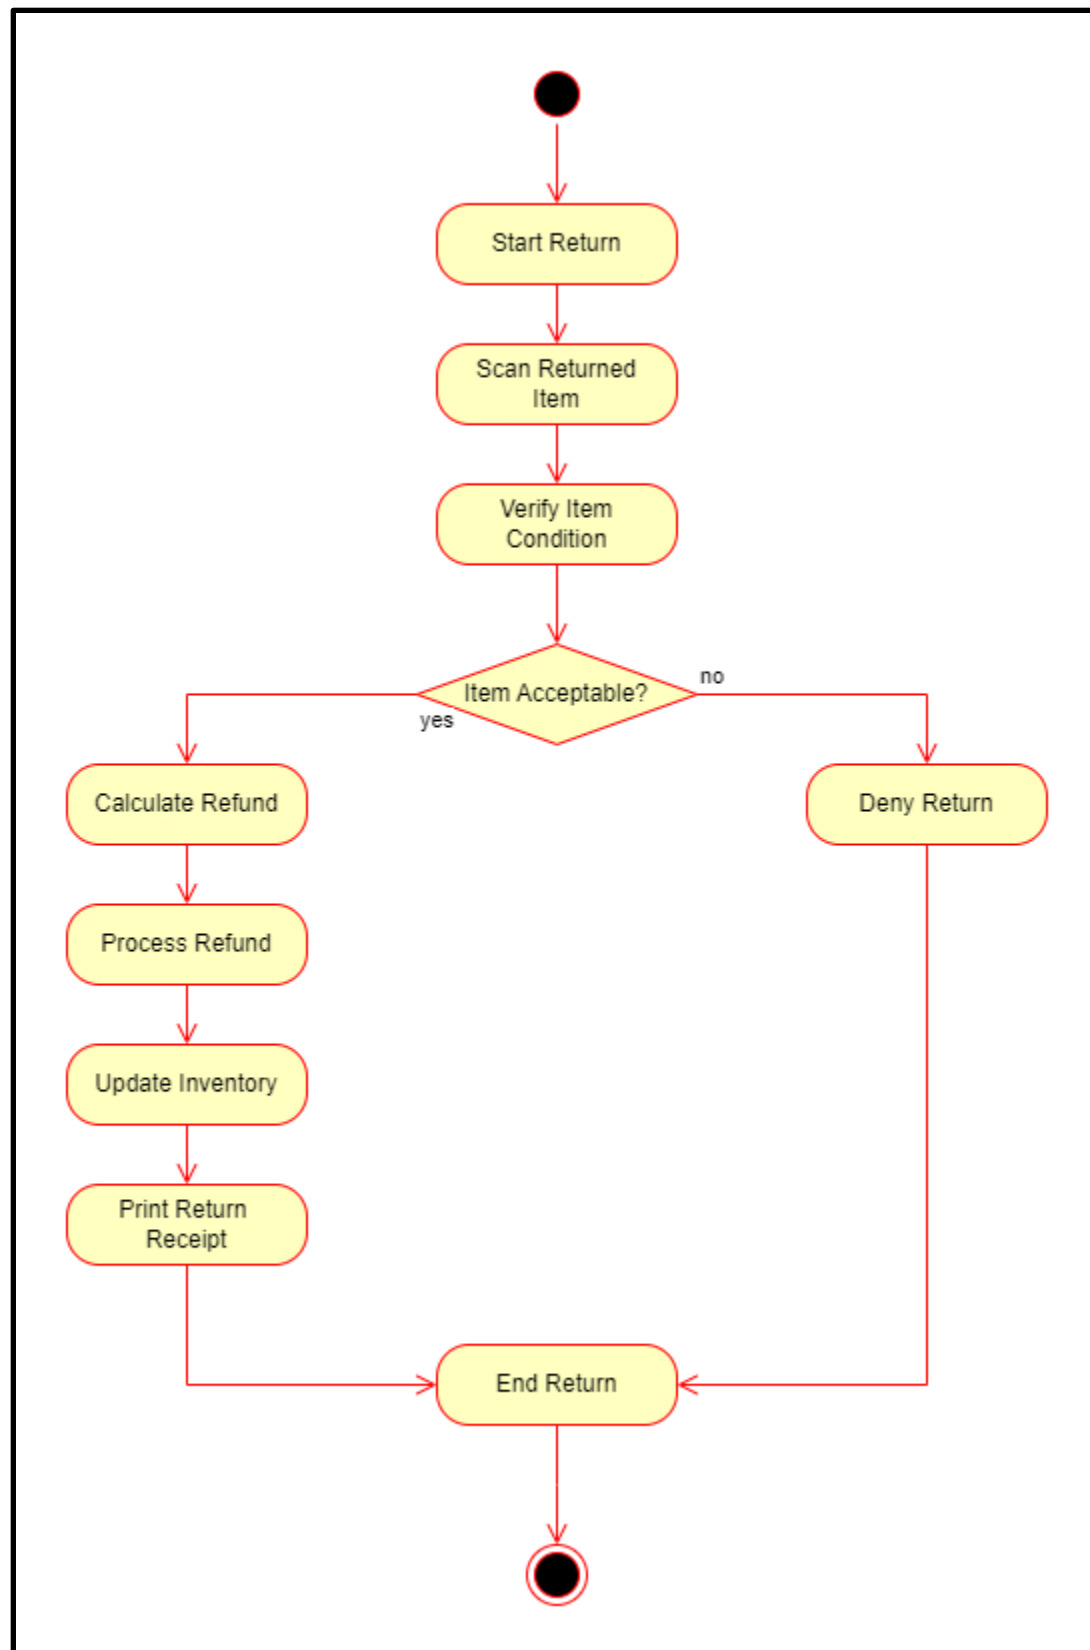 Start Return
Scan Returned
Item
Verify Item
Condition
Item Acceptable?
yes
no
Calculate Refund
Deny Return
Process Refund
Update Inventory
Print Return
Receipt
End Return